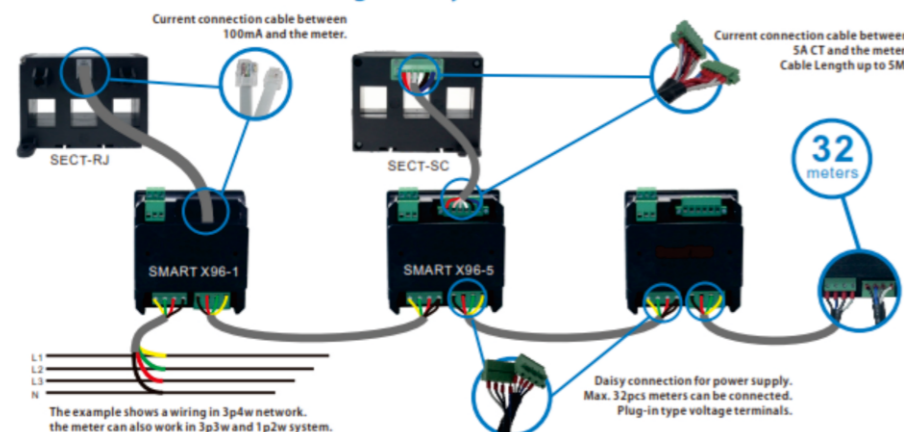 Current connection cable between
100mA and the meter.
Current connection cable between
5A CT and the meter
Cable Length up to 5M
SECT-RJ
SECT-SC
32
meters
SMART X96-1
SMART X96-5
L1
L2
L3
N
Daisy connection for power supply.
Max. 32pcs meters can be connected.
Plug-in type voltage terminals.
The example shows a wiring in 3p4w network.
the meter can also work in 3p3w and 1p2w system.